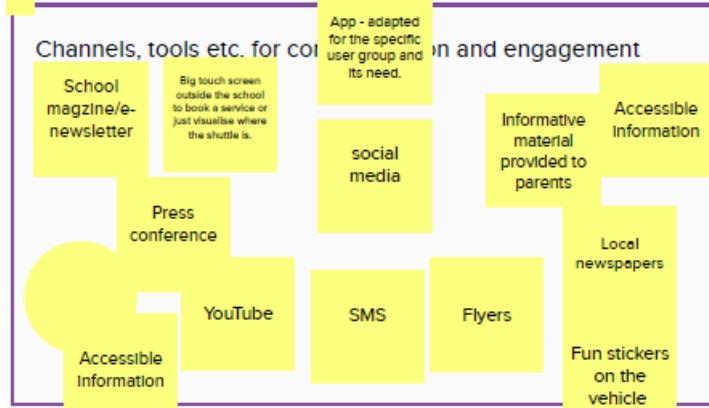 App - adapted
for the specific
user group and
its need.
Channels, tools etc. for con on and engagement
School
magzine/e-
newsletter
Big touch screen
outside the school
to book a service or
just visualise where
the shuttle is.
social
media
Informative
material
provided to
parents
Accessible
information
Press
conference
Local
newspapers
YouTube
SMS
Flyers
Accessible
information
Fun stickers
on the
vehicle